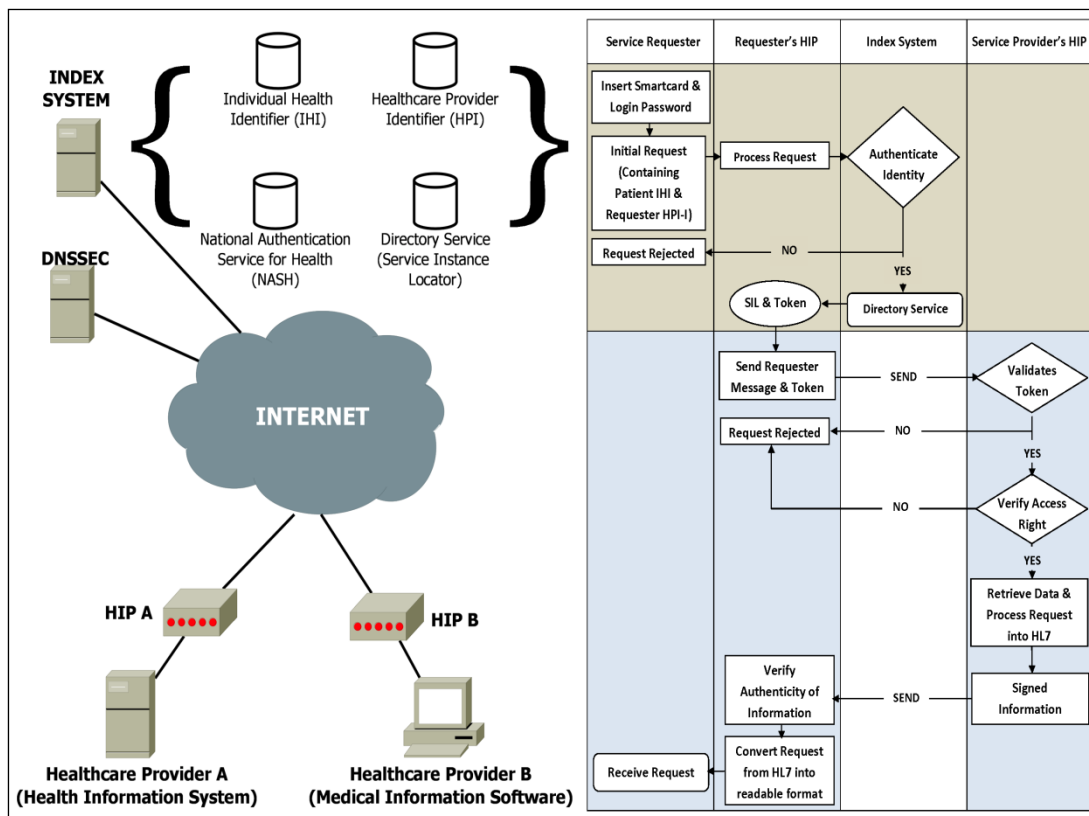 INDEX
SYSTEM
Individual Health
Identifier (IHI)
Healthcare Provider
Identifier (HPI)
National Authentication
Service for Health
(NASH)
Directory Service
(Service Instance
Locator)
DNSSEC
INTERNET
HIP A
HIP B
Healthcare Provider A
(Health Information System)
Healthcare Provider B
(Medical Information Software)
Service Requester
Requester's HIP
Index System
Service Provider's HIP
Insert Smartcard &
Login Password
Initial Request
(Containing
Patient IHI &
Requester HPI-I)
Process Request
Authenticate
Identity
NO
Request Rejected
YES
SIL & Token
Directory Service
Send Requester
Message & Token
SEND
Validates
Token
Request Rejected
NO
YES
NO
Verify Access
Right
YES
Retrieve Data &
Process Request
into HL7
Verify
Authenticity of
Information
SEND
Signed
Information
Receive Request
Convert Request
from HL7 into
readable format